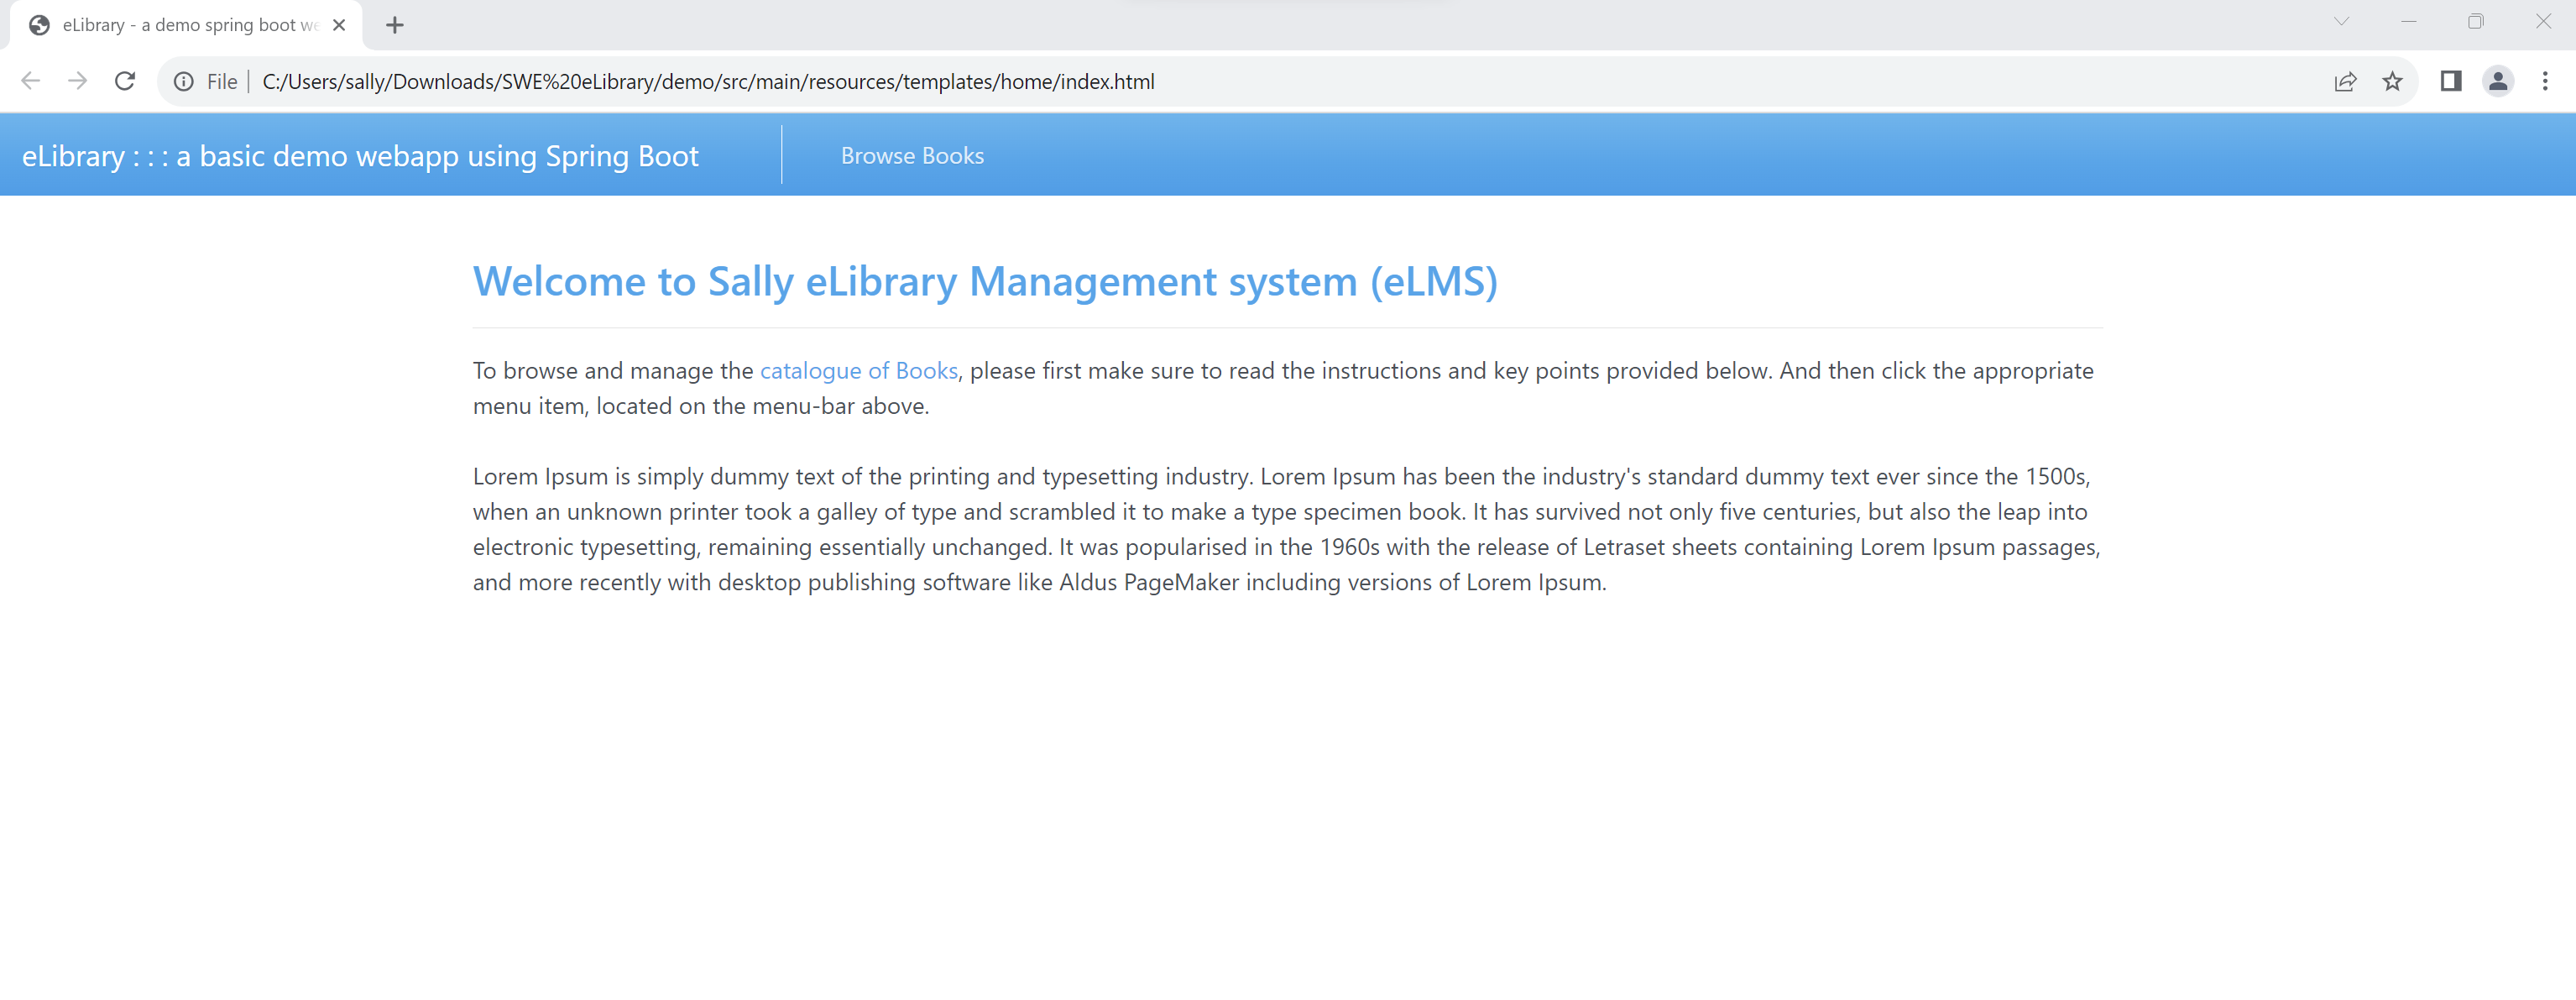 eLibrary - a demo spring boot we
File
C:/Users/sally/Downloads/SWE%20eLibrary/demo/src/main/resources/templates/home/index.html
eLibrary : : : a basic demo webapp using Spring Boot
Browse Books
Welcome to Sally eLibrary Management system (eLMS)
To browse and manage the catalogue of Books, please first make sure to read the instructions and key points provided below. And then click the appropriate
menu item, located on the menu-bar above.
Lorem Ipsum is simply dummy text of the printing and typesetting industry. Lorem Ipsum has been the industry's standard dummy text ever since the 1500s,
when an unknown printer took a galley of type and scrambled it to make a type specimen book. It has survived not only five centuries, but also the leap into
electronic typesetting, remaining essentially unchanged. It was popularised in the 1960s with the release of Letraset sheets containing Lorem Ipsum passages,
and more recently with desktop publishing software like Aldus PageMaker including versions of Lorem Ipsum.